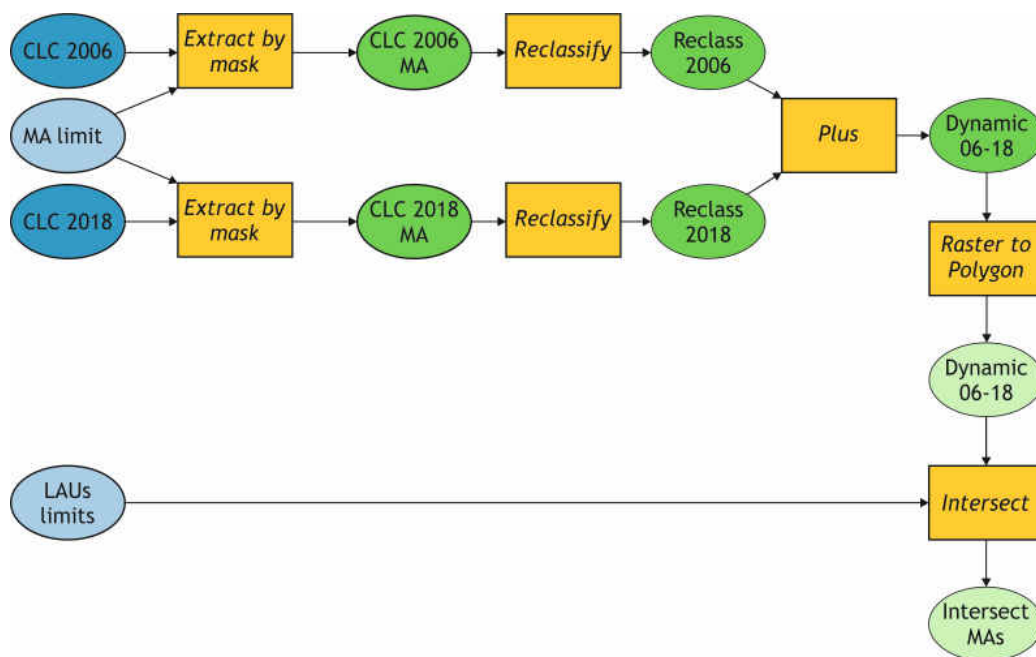 CLC 2006
Extract by
mask
CLC 2006
MA
Reclassify
Reclass
2006
MA limit
Plus
Dynamic
06-18
CLC 2018
Extract by
mask
CLC 2018
MA
Reclassify
Reclass
2018
Raster to
Polygon
Dynamic
06-18
LAUs
limits
Intersect
Intersect
MAs